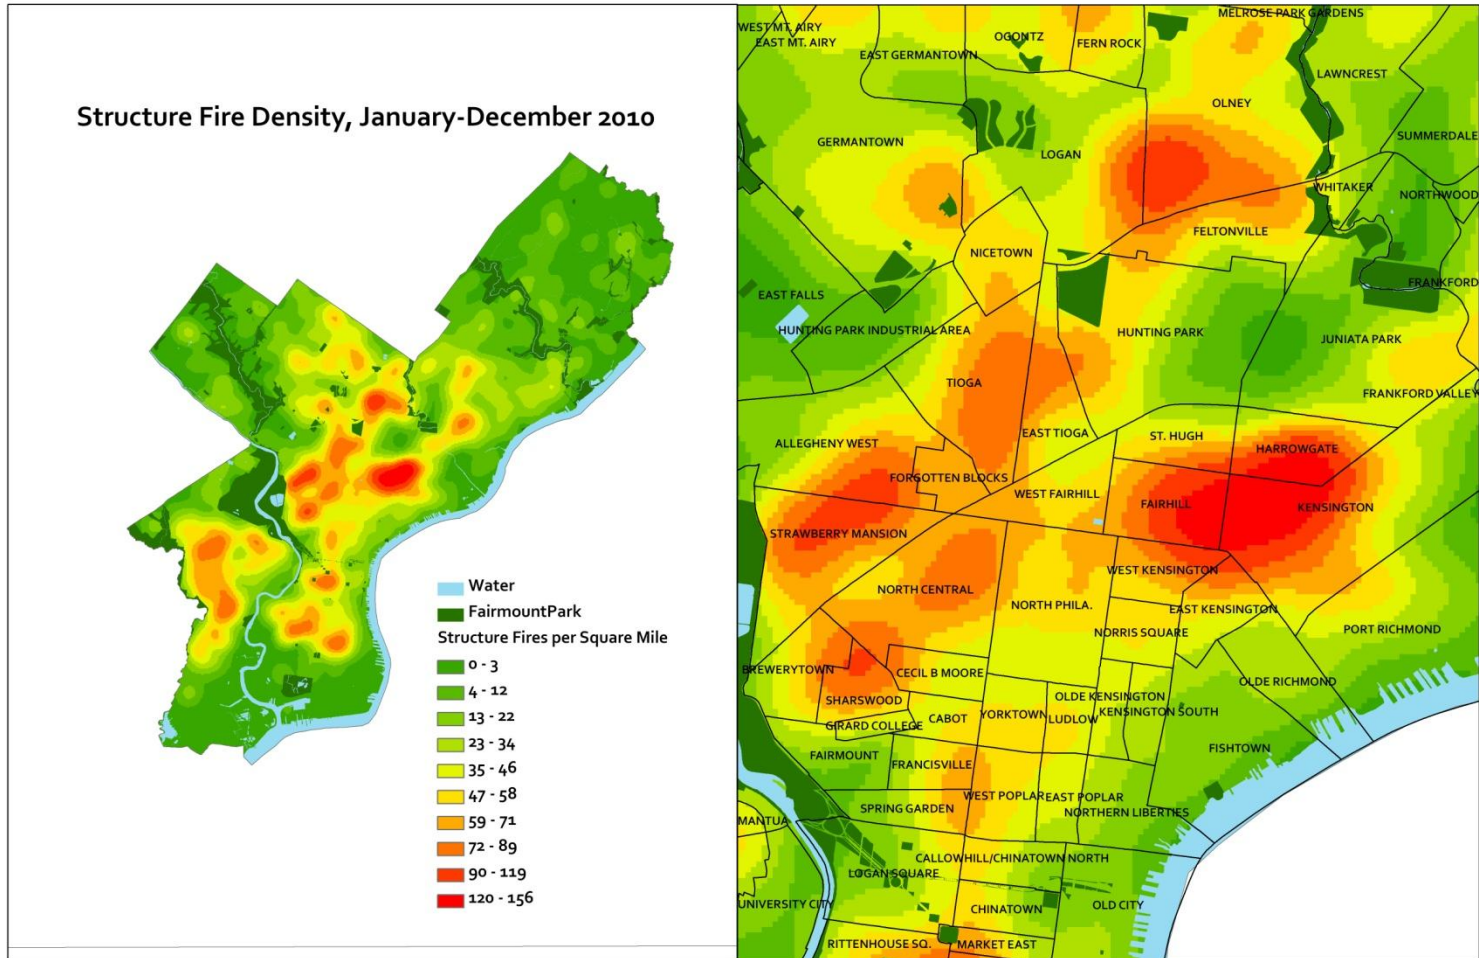 Structure Fire Density, January-December 2010
Water
FairmountPark
Structure Fires per Square Mile
0 - 3
4 - 12
13 - 22
23 - 34
35 - 46
47 - 58
59 - 71
72 - 89
90 - 119
120 - 156
MELROSE PARK GARDENS
WEST MT. AIRY
EAST MT. AIRY
OGONTZ
FERN ROCK
EAST GERMANTOWN
LAWNCREST
OLNEY
SUMMERDALE
GERMANTOWN
LOGAN
WHITAKER
NORTHWOOD
FELTONVILLE
NICETOWN
FRANKFORD
EAST FALLS
HUNTING PARK INDUSTRIAL AREA
HUNTING PARK
JUNIATA PARK
TIOGA
FRANKFORD VALLEY
EAST TIOGA
ST. HUGH
ALLEGHENY WEST
HARROWGATE
FORGOTTEN BLOCKS
WEST FAIRHILL
FAIRHILL
KENSINGTON
STRAWBERRY MANSION
WEST KENSINGTON
NORTH CENTRAL
NORTH PHILA.
EAST KENSINGTON
NORRIS SQUARE
PORT RICHMOND
BREWERYTOWN
CECIL B MOORE
OLDE RICHMOND
SHARSWOOD
OLDE KENSINGTON
KENSINGTON SOUTH
GIRARD COLLEGE
CABOT
YORKTOWN
LUDLOW
FISHTOWN
FAIRMOUNT
FRANCISVILLE
WEST POPLAR
EAST POPLAR
SPRING GARDEN
NORTHERN LIBERTIES
MANTUA
CALLOWHILL/CHINATOWN NORTH
LOGAN SQUARE
UNIVERSITY CITY
CHINATOWN
OLD CITY
RITTENHOUSE SQ.
MARKET EAST